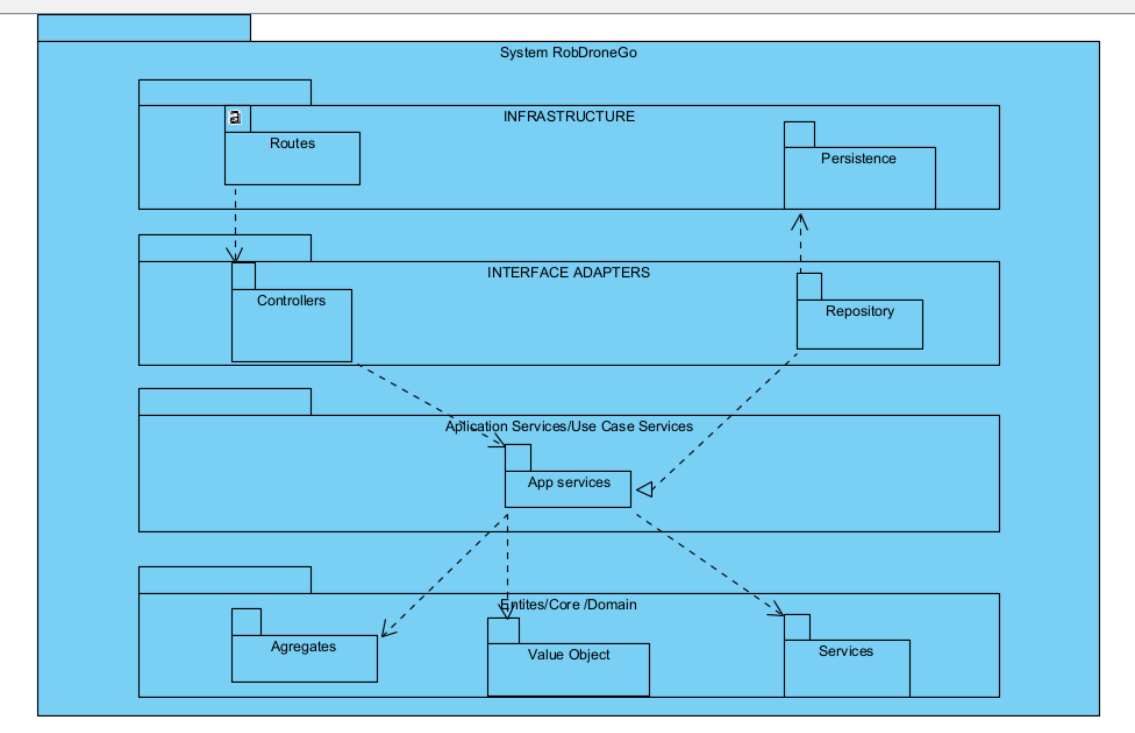 System RobDroneGo
INFRASTRUCTURE
a
Routes
Persistence
INTERFACE ADAPTERS
Controllers
Repository
Aplication Services/Use Case Services
App services
Entites/Core /Domain
Agregates
Value Object
Services